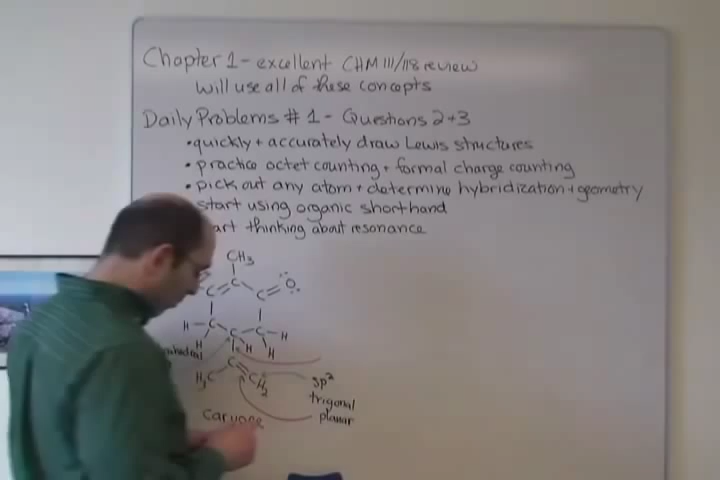 Chapter 1 - excellent CHM 111/118 review
Will use all of these concepts
Daily Problems # 1 - Questions 2+3
• quickly + accurately draw Lewis structures
• practice octet counting + formal charge counting
• pick out any atom + determine hybridization + geometry
start using organic shorthand
thinking about resonance
CH3
C C C O
H C C C H
H H H
C
H3C CH2
sp2
trigonal
planar
Carvone